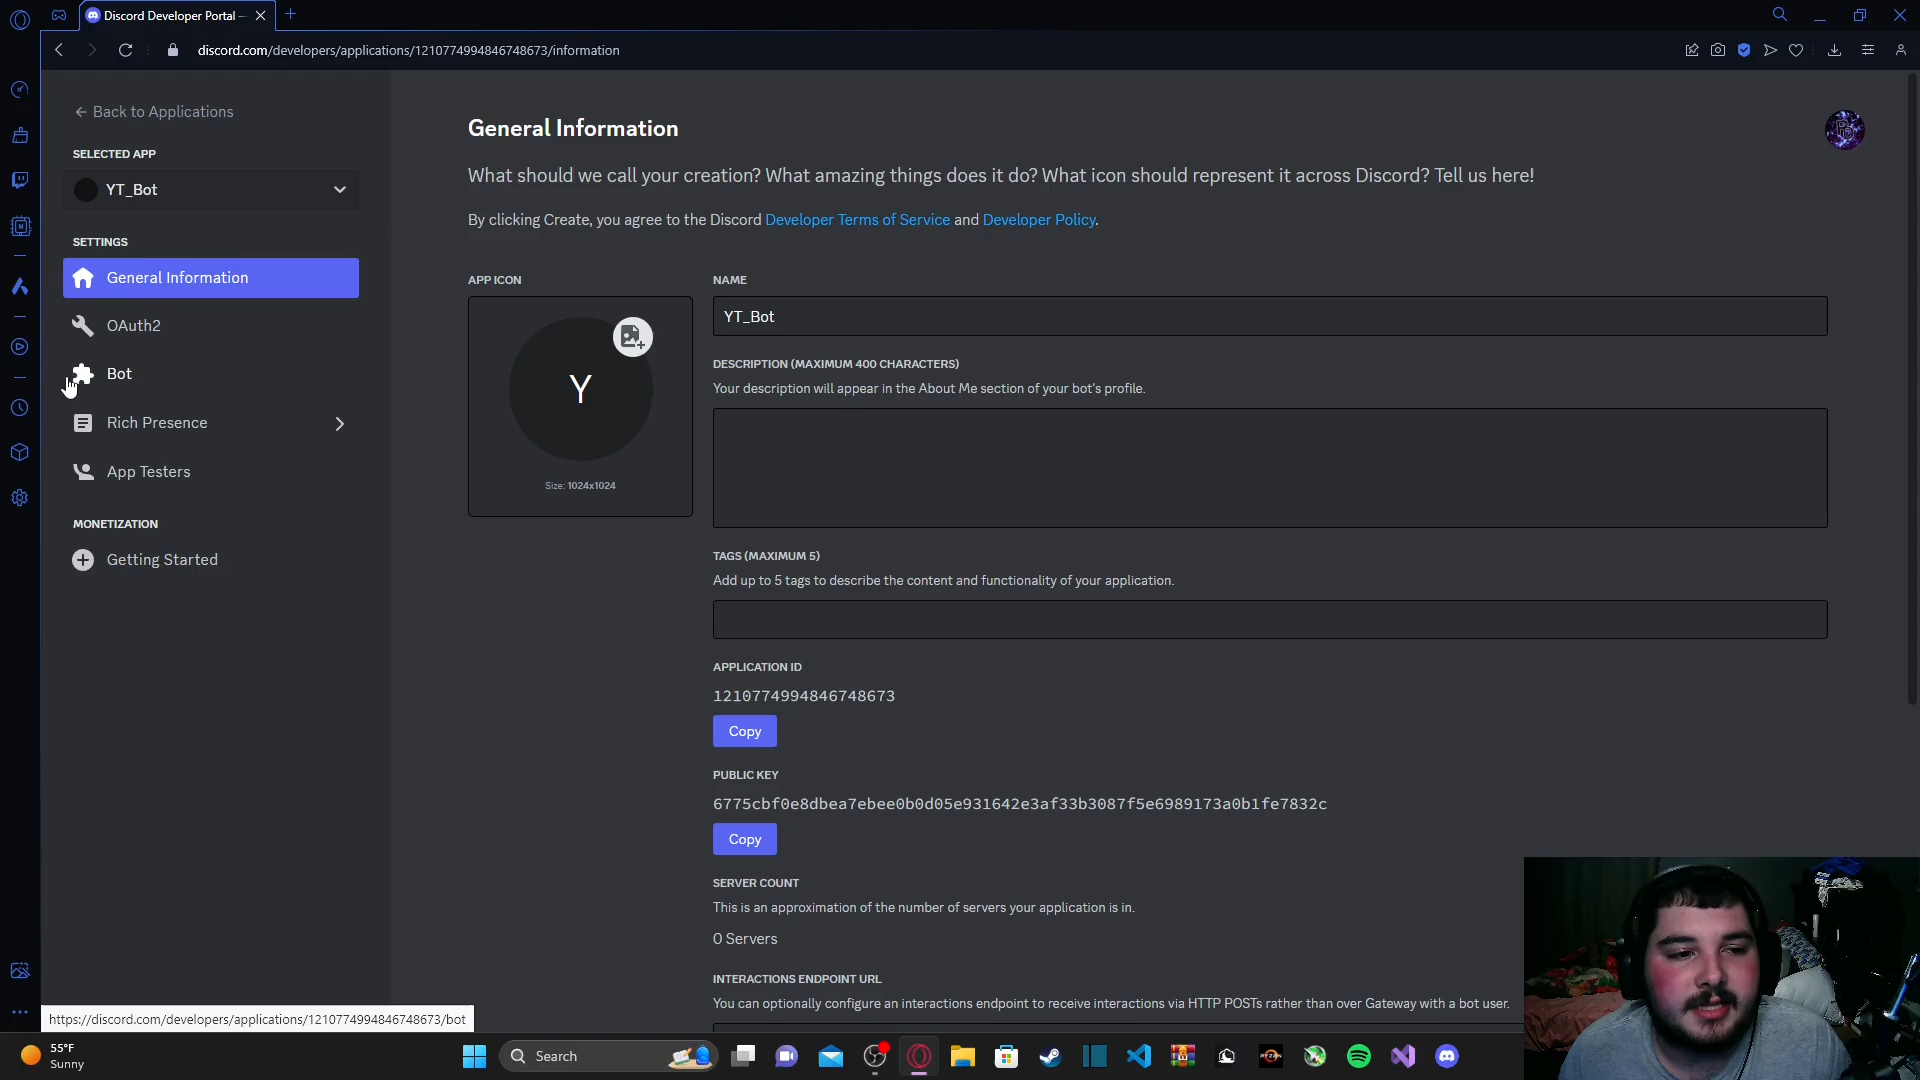 Discord Developer Portal —
discord.com/developers/applications/1210774994846748673/information
← Back to Applications
SELECTED APP
YT_Bot
SETTINGS
General Information
OAuth2
Bot
Rich Presence
App Testers
MONETIZATION
Getting Started
General Information
What should we call your creation? What amazing things does it do? What icon should represent it across Discord? Tell us here!
By clicking Create, you agree to the Discord Developer Terms of Service and Developer Policy.
APP ICON
Y
Size: 1024x1024
NAME
YT_Bot
DESCRIPTION (MAXIMUM 400 CHARACTERS)
Your description will appear in the About Me section of your bot's profile.
TAGS (MAXIMUM 5)
Add up to 5 tags to describe the content and functionality of your application.
APPLICATION ID
1210774994846748673
Copy
PUBLIC KEY
6775cbf0e8dbea7ebee0b0d05e931642e3af33b3087f5e6989173a0b1fe7832c
Copy
SERVER COUNT
This is an approximation of the number of servers your application is in.
0 Servers
INTERACTIONS ENDPOINT URL
You can optionally configure an interactions endpoint to receive interactions via HTTP POSTs rather than over Gateway with a bot user.
https://discord.com/developers/applications/1210774994846748673/bot
55°F
Sunny
Search